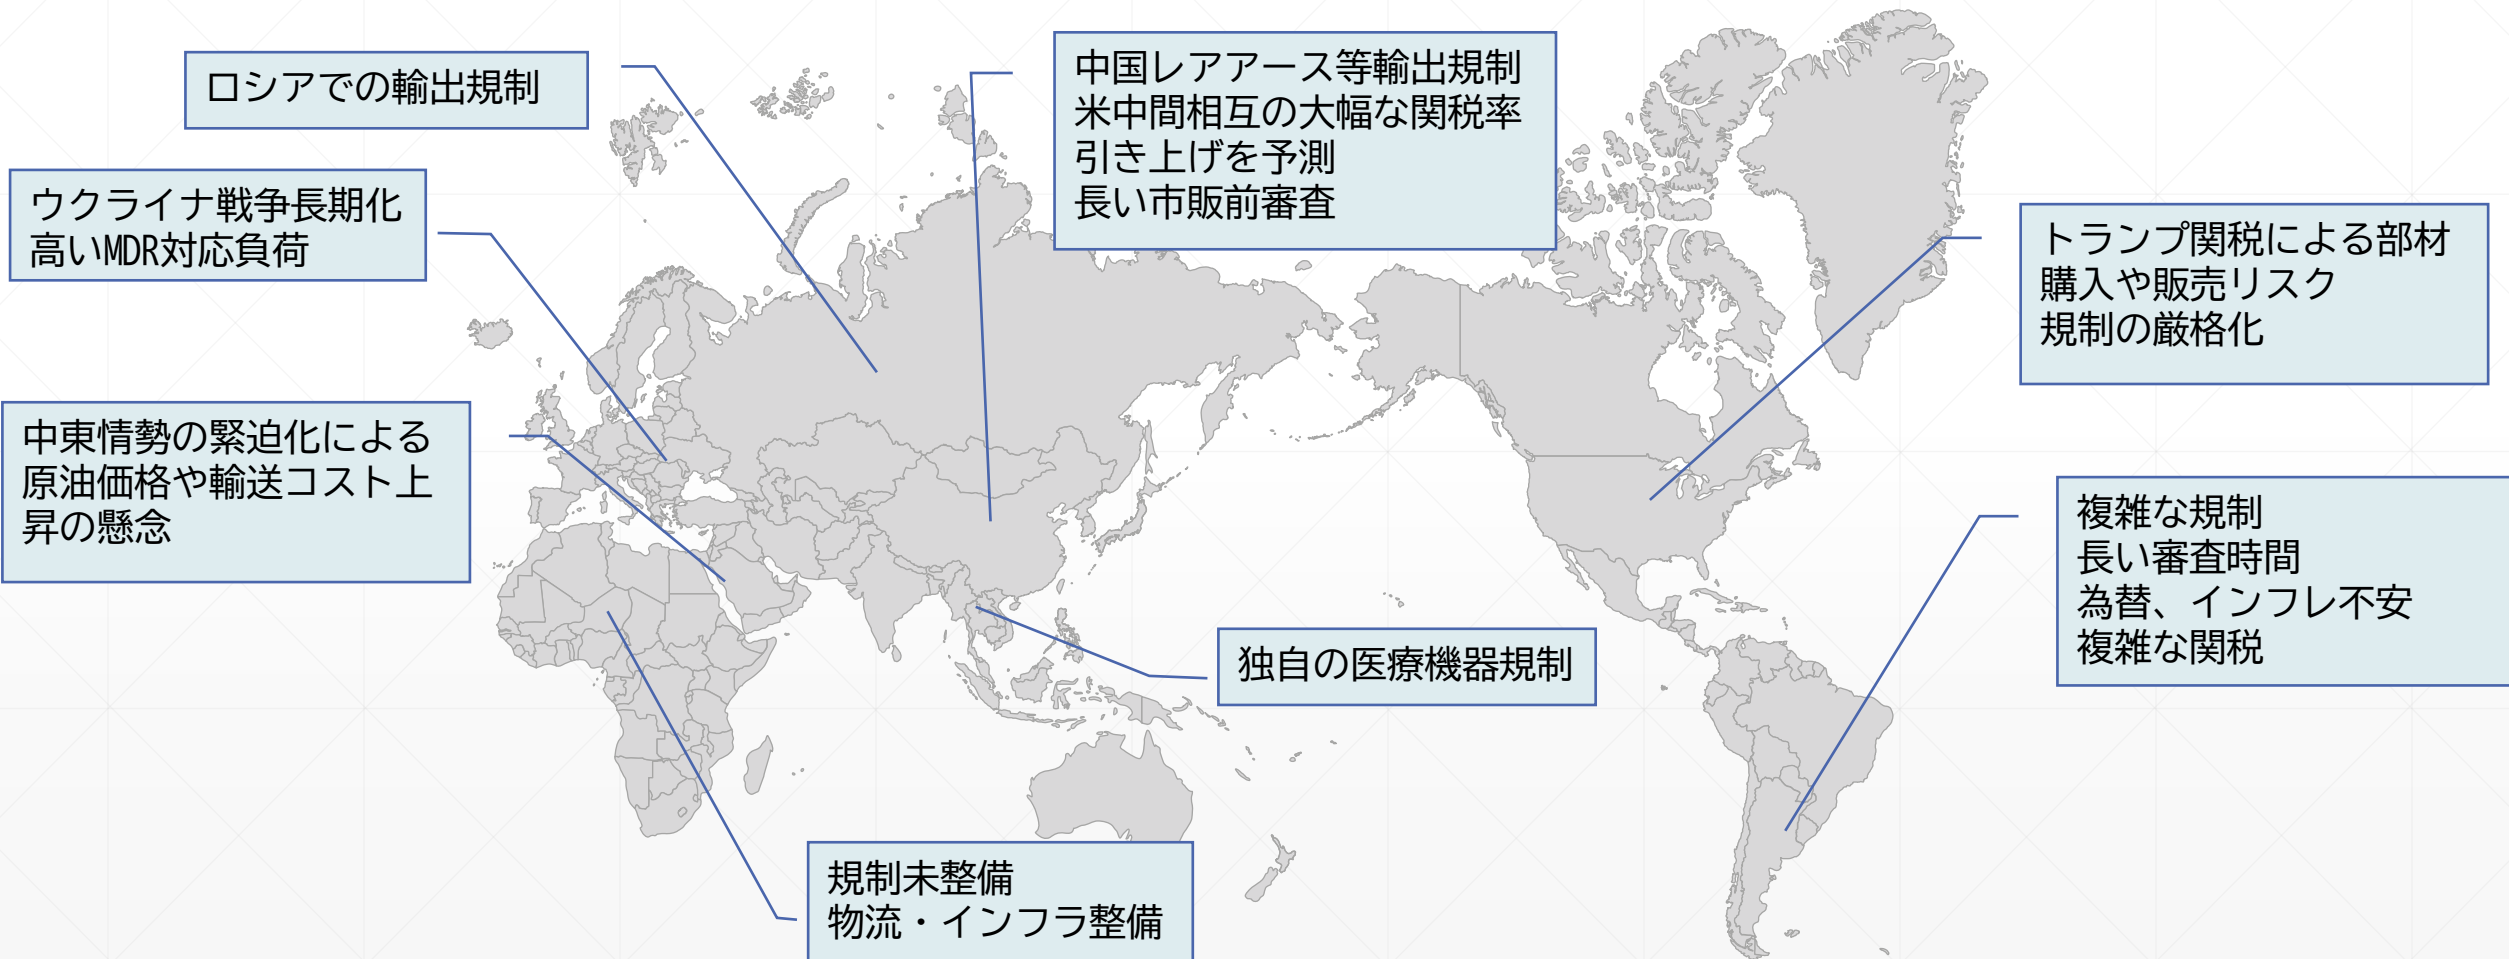 ロシアでの輸出規制
中国レアアース等輸出規制
米中間相互の大幅な関税率
引き上げを予測
長い市販前審査
ウクライナ戦争長期化
高いMDR対応負荷
トランプ関税による部材
購入や販売リスク
規制の厳格化
中東情勢の緊迫化による
原油価格や輸送コスト上
昇の懸念
複雑な規制
長い審査時間
為替、インフレ不安
複雑な関税
独自の医療機器規制
規制未整備
物流・インフラ整備